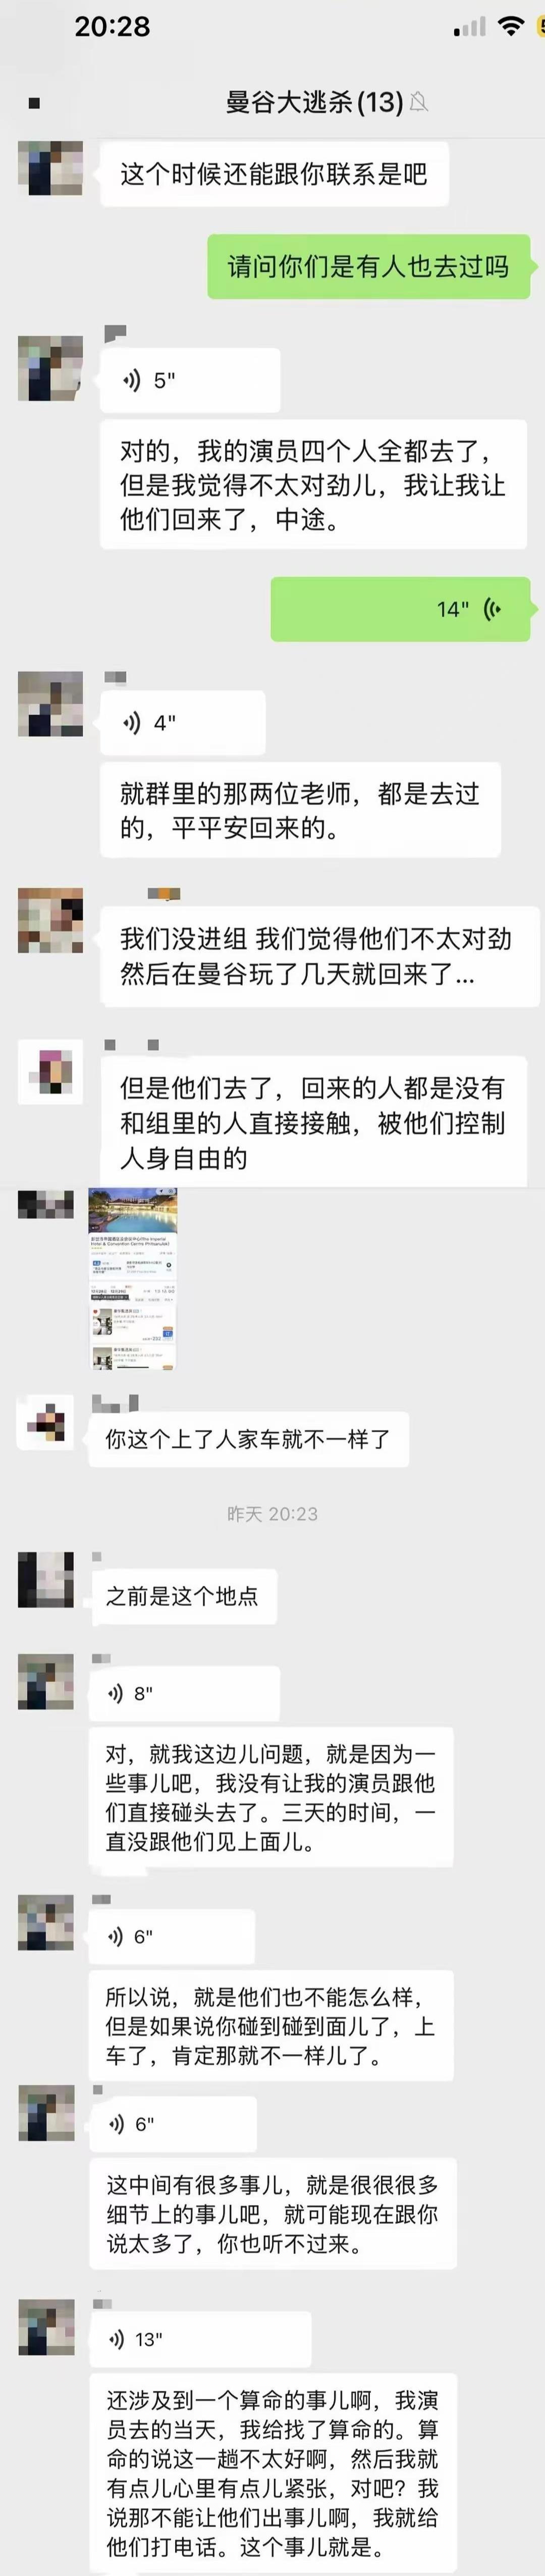 20:28
曼谷大逃杀(13)
这个时候还能跟你联系是吧
请问你们是有人也去过吗
5"
对的，我的演员四个人全都去了，
但是我觉得不太对劲儿，我让我让
他们回来了，中途。
14"
4"
就群里的那两位老师，都是去过
的，平平安回来的。
我们没进组 我们觉得他们不太对劲
然后在曼谷玩了几天就回来了...
但是他们去了，回来的人都是没有
和组里的人直接接触，被他们控制
人身自由的
你这个上了人家车就不一样了
昨天 20:23
之前是这个地点
8"
对，就我这边儿问题，就是因为一
些事儿吧，我没有让我的演员跟他
们直接碰头去了。三天的时间，一
直没跟他们见上面儿。
6"
所以说，就是他们也不能怎么样，
但是如果说你碰到碰到面儿了，上
车了，肯定那就不一样儿了。
6"
这中间有很多事儿，就是很很很多
细节上的事儿吧，就可能现在跟你
说太多了，你也听不过来。
13"
还涉及到一个算命的事儿啊，我演
员去的当天，我给找了算命的。算
命的说这一趟不太好啊，然后我就
有点儿心里有点儿紧张，对吧？我
说那不能让他们出事儿啊，我就给
他们打电话。这个事儿就是。